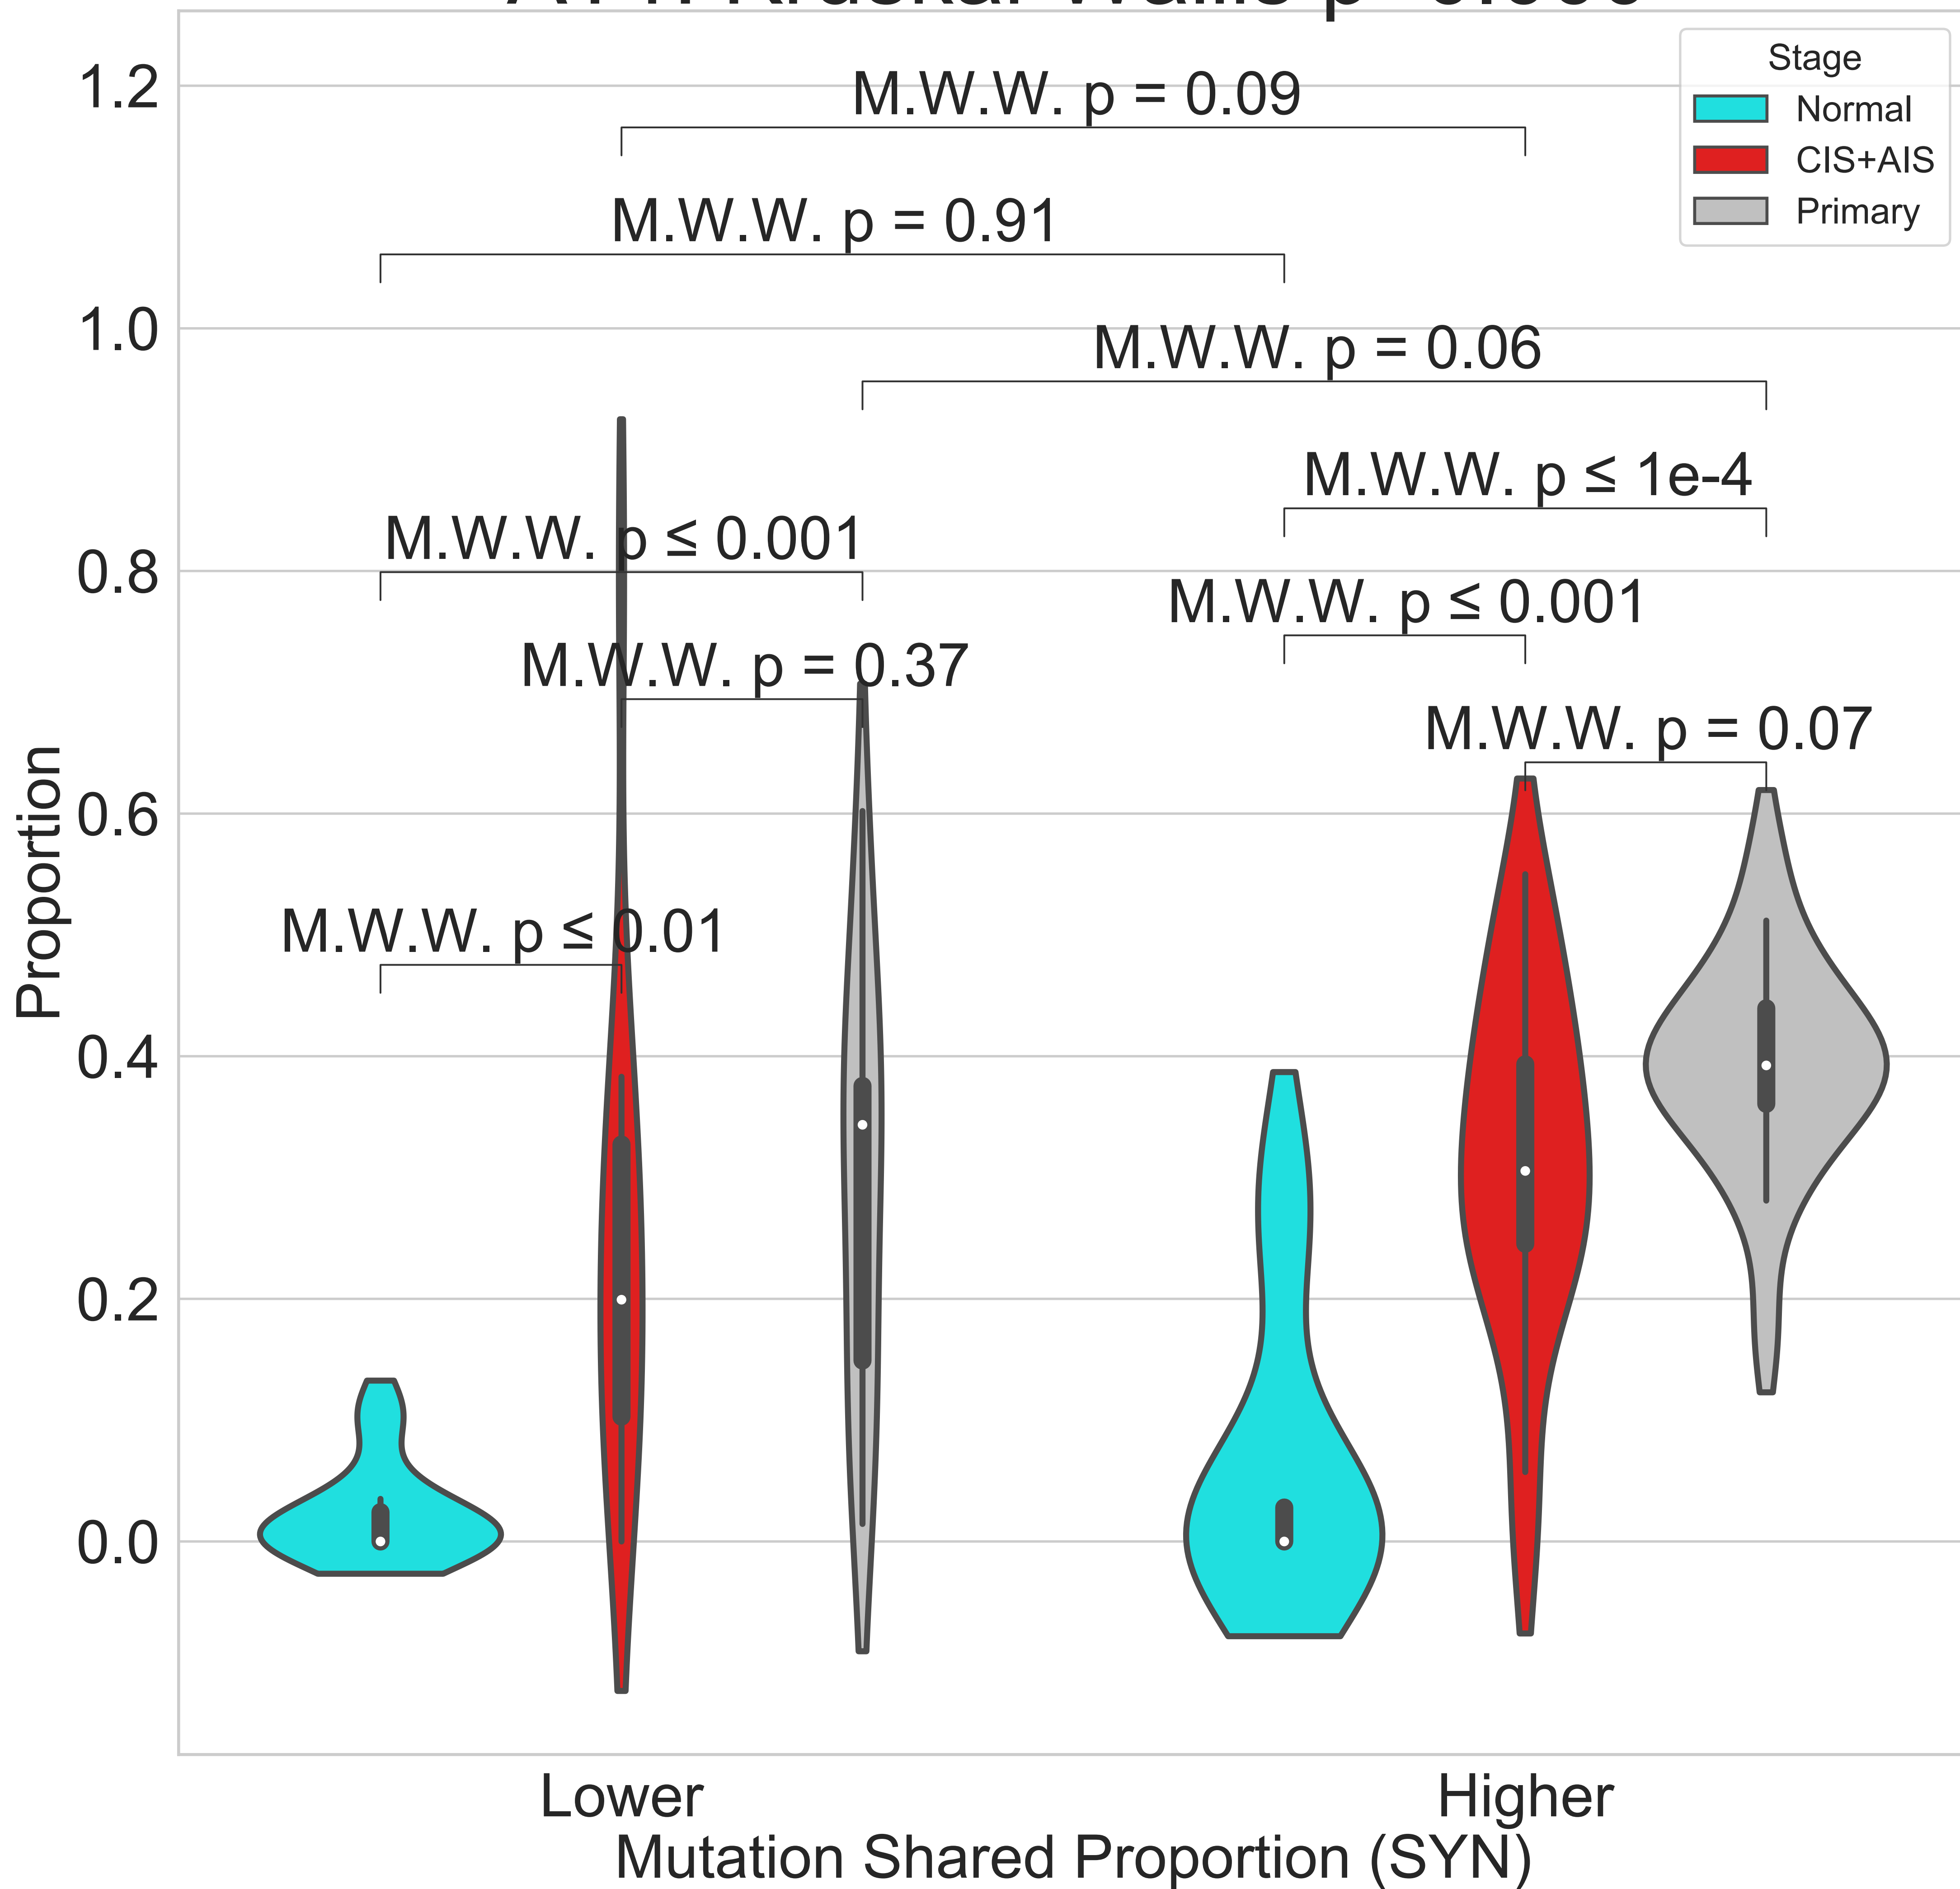 1.2
1.0
0.8
0.6
0.4
0.2
0.0
Proportion
Stage
Normal
CIS+AIS
Primary
M.W.W. p = 0.09
M.W.W. p = 0.91
M.W.W. p = 0.06
M.W.W. p ≤ 1e-4
M.W.W. p ≤ 0.001
M.W.W. p ≤ 0.001
M.W.W. p = 0.37
M.W.W. p = 0.07
M.W.W. p ≤ 0.01
Lower
Higher
Mutation Shared Proportion (SYN)